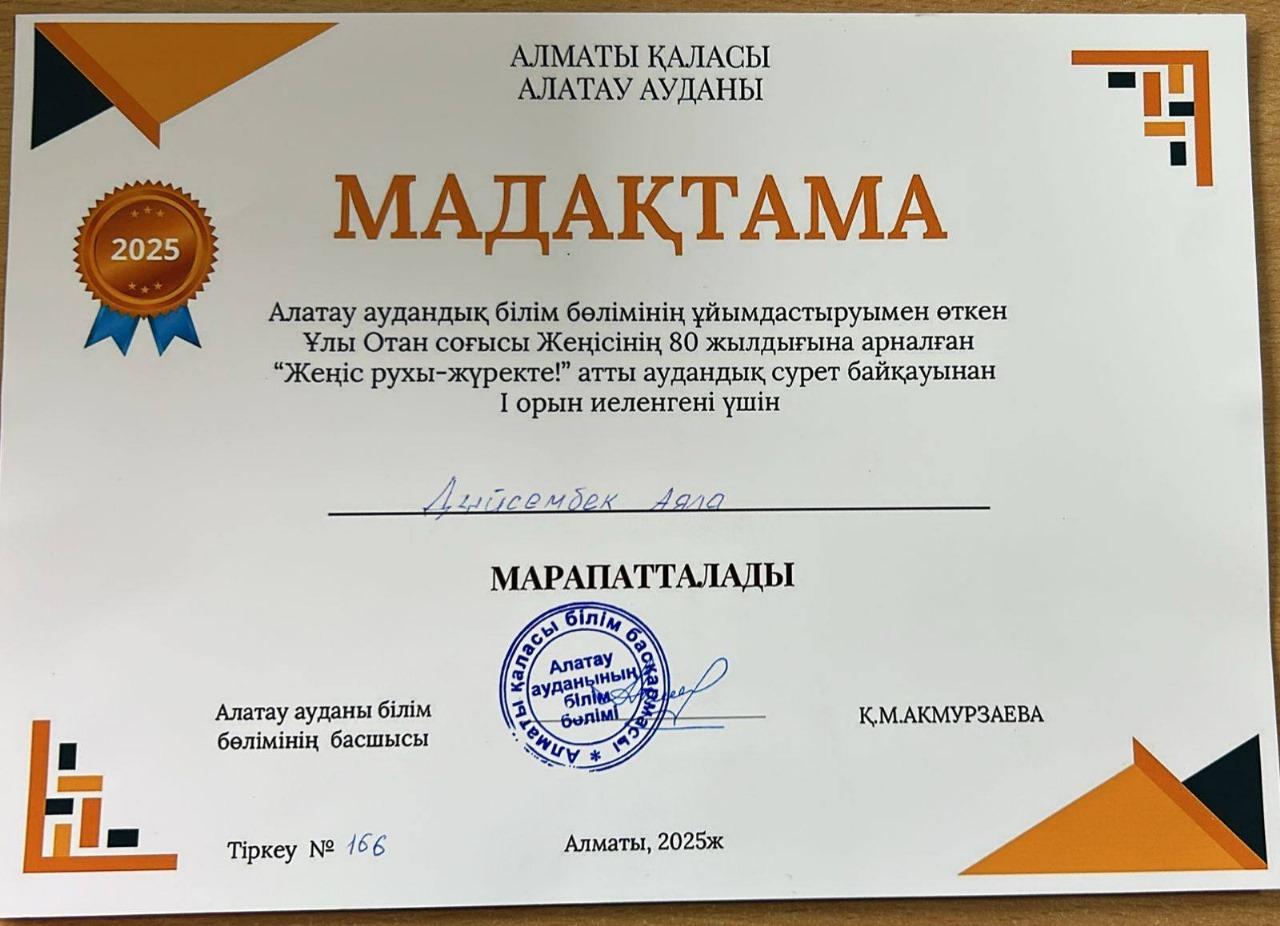 АЛМАТЫ ҚАЛАСЫ
АЛАТАУ АУДАНЫ
МАДАҚТАМА
2025
Алатау аудандық білім бөлімінің ұйымдастыруымен өткен
Ұлы Отан соғысы Жеңісінің 80 жылдығына арналған
“Жеңіс рухы-жүректе!” атты аудандық сурет байқауынан
І орын иеленгені үшін
Дүйсембек Аяла
МАРАПАТТАЛАДЫ
Алматы қаласы білім басқармасы *
Алатау
ауданының
білім
бөлімі
Алатау ауданы білім
бөлімінің басшысы
Қ.М.АКМУРЗАЕВА
Тіркеу № 166
Алматы, 2025ж